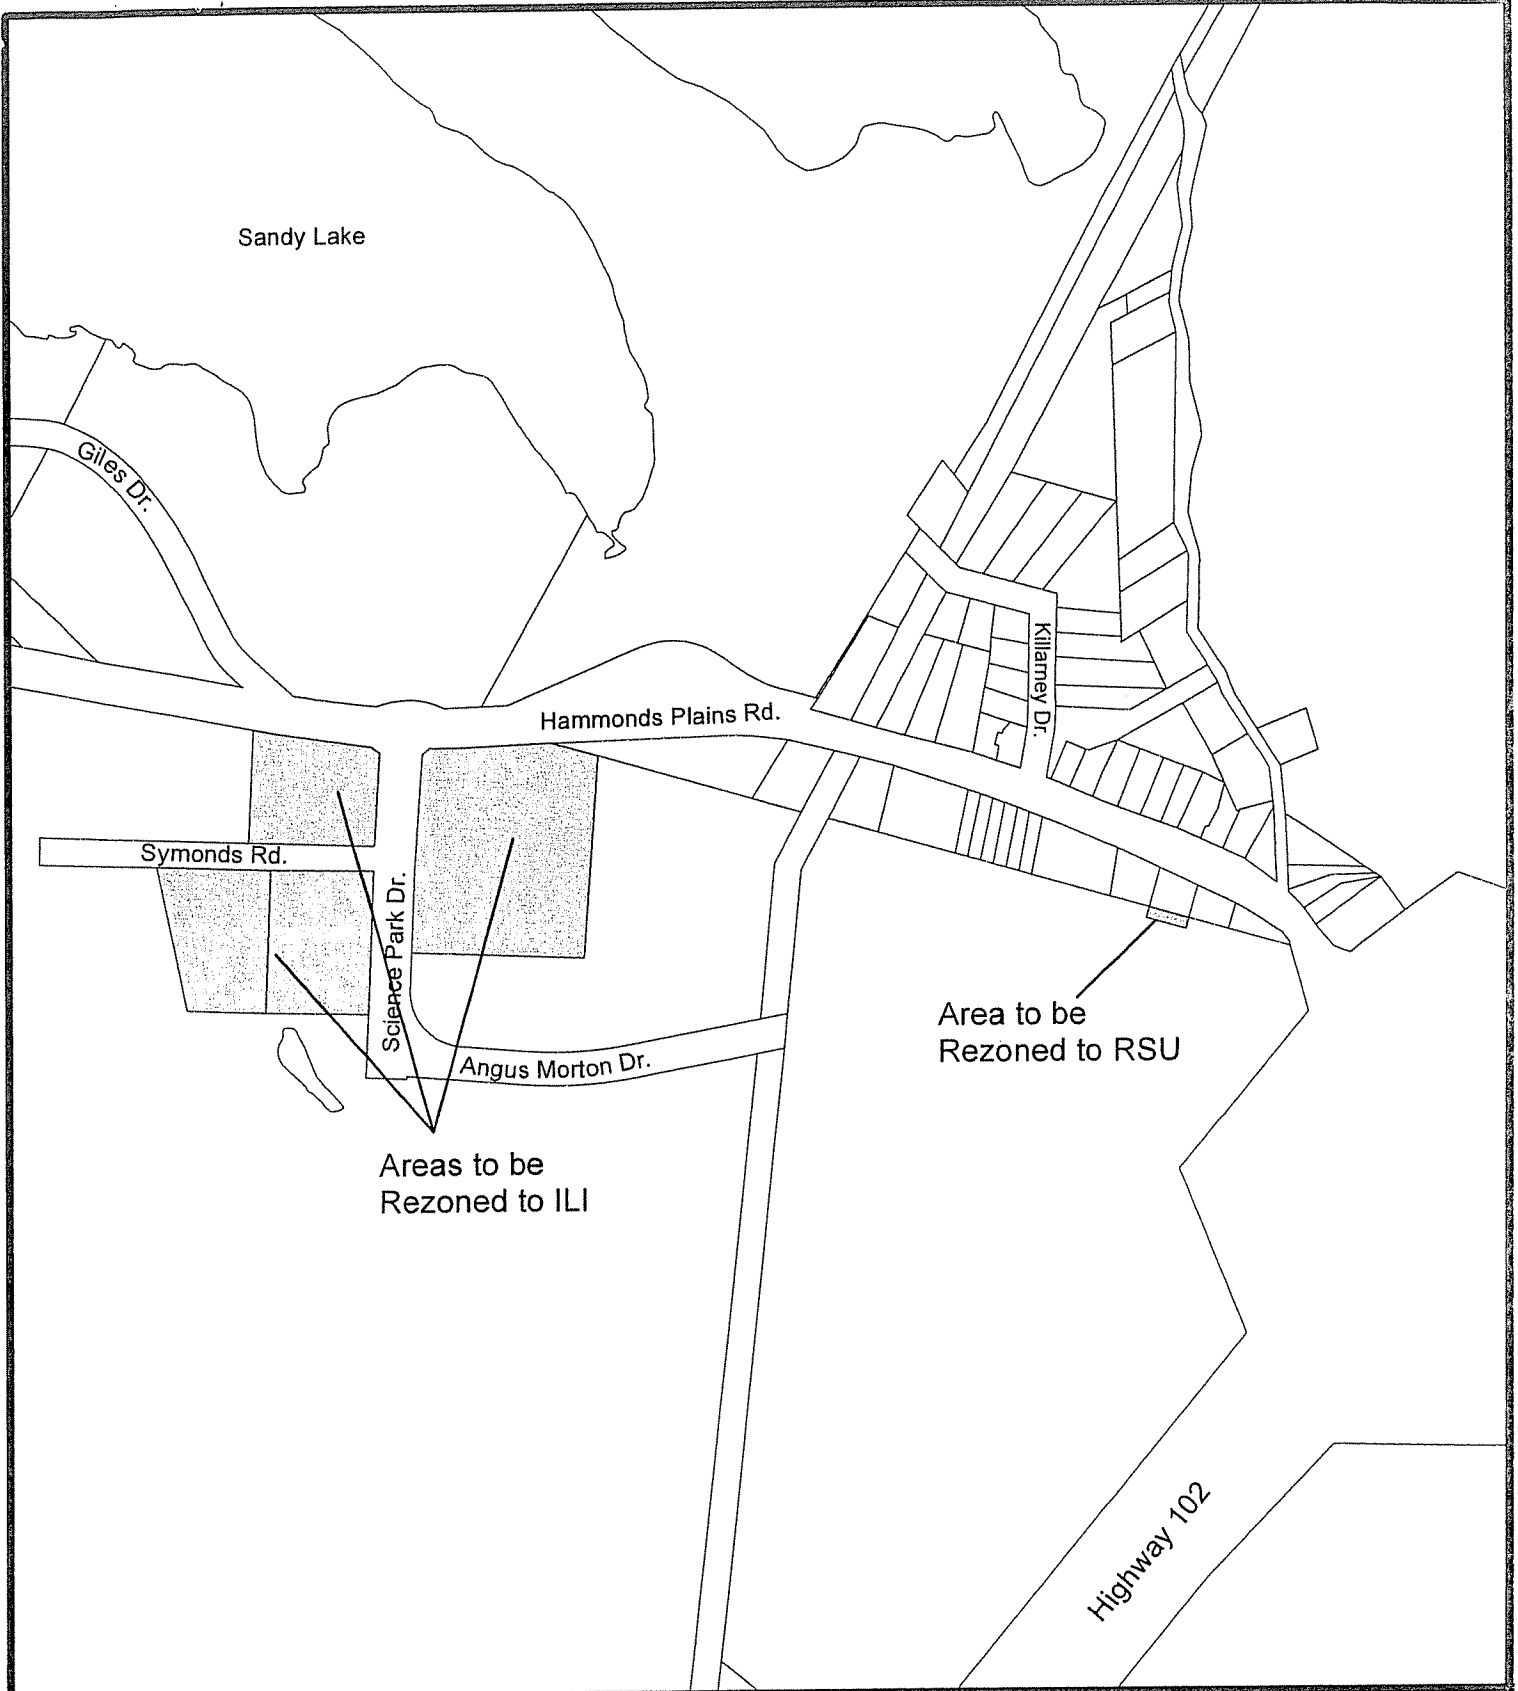 Sandy Lake
Giles Dr.
Killarney Dr.
Hammonds Plains Rd.
Symonds Rd.
Science Park Dr.
Area to be
Rezoned to RSU
Angus Morton Dr.
Areas to be
Rezoned to ILI
Highway 102